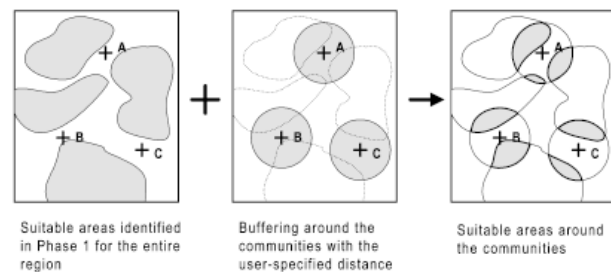 A
B
C
A
B
C
A
B
C
Suitable areas identified
in Phase 1 for the entire
region
Buffering around the
communities with the
user-specified distance
Suitable areas around
the communities